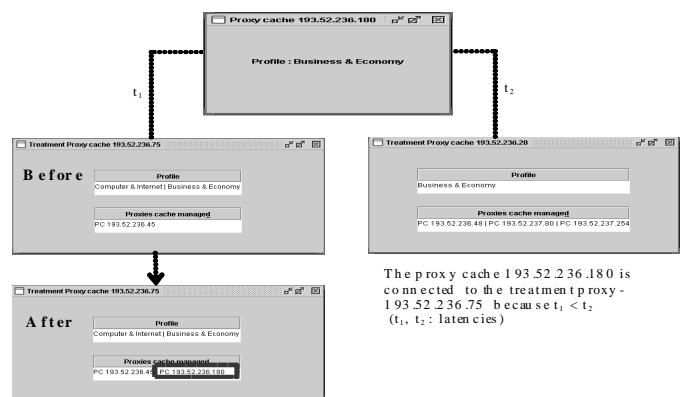 Proxy cache 193.52.236.180
Profile : Business & Economy
t₁
t₂
Treatment Proxy cache 193.52.236.75
Before
Profile
Computer & Internet | Business & Economy
Proxies cache managed
PC 193.52.236.45
Treatment Proxy cache 193.52.236.28
Profile
Business & Economy
Proxies cache managed
PC 193.52.236.48 | PC 193.52.237.80 | PC 193.52.237.254
The proxy cache 193.52.236.180 is
connected to the treatment proxy-
193.52.236.75 because t₁ < t₂
(t₁, t₂ : latencies)
Treatment Proxy cache 193.52.236.75
After
Profile
Computer & Internet | Business & Economy
Proxies cache managed
PC 193.52.236.45 PC 193.52.236.180